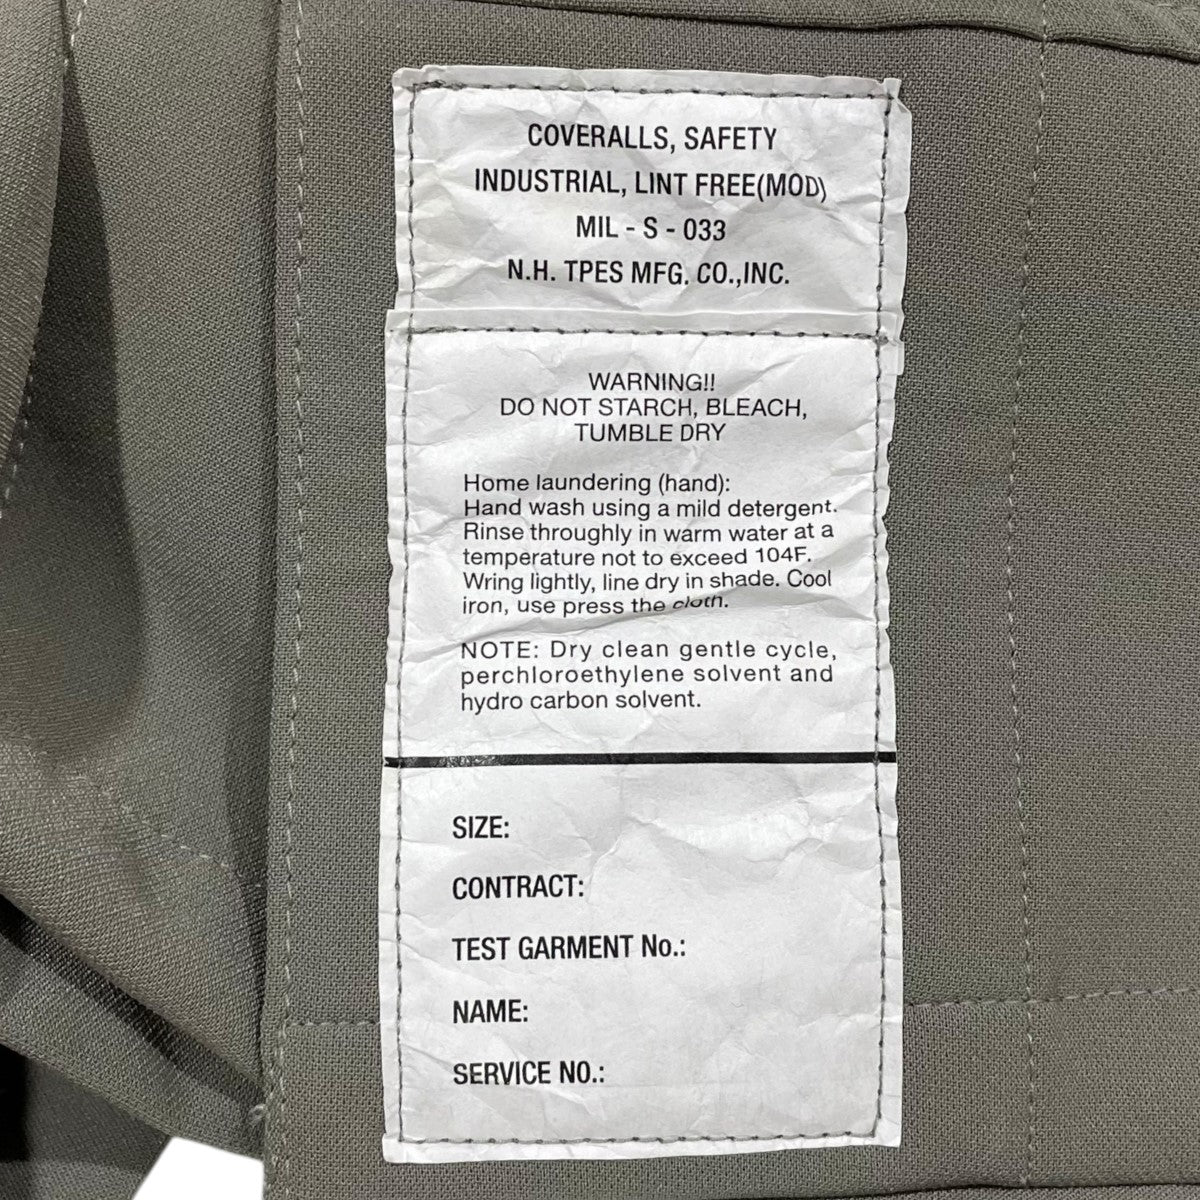 COVERALLS, SAFETY
INDUSTRIAL, LINT FREE(MOD)
MIL - S - 033
N.H. TPES MFG. CO.,INC.
WARNING!!
DO NOT STARCH, BLEACH,
TUMBLE DRY
Home laundering (hand):
Hand wash using a mild detergent.
Rinse throughly in warm water at a
temperature not to exceed 104F.
Wring lightly, line dry in shade. Cool
iron, use press the cloth.
NOTE: Dry clean gentle cycle,
perchloroethylene solvent and
hydro carbon solvent.
SIZE:
CONTRACT:
TEST GARMENT No.:
NAME:
SERVICE NO.: